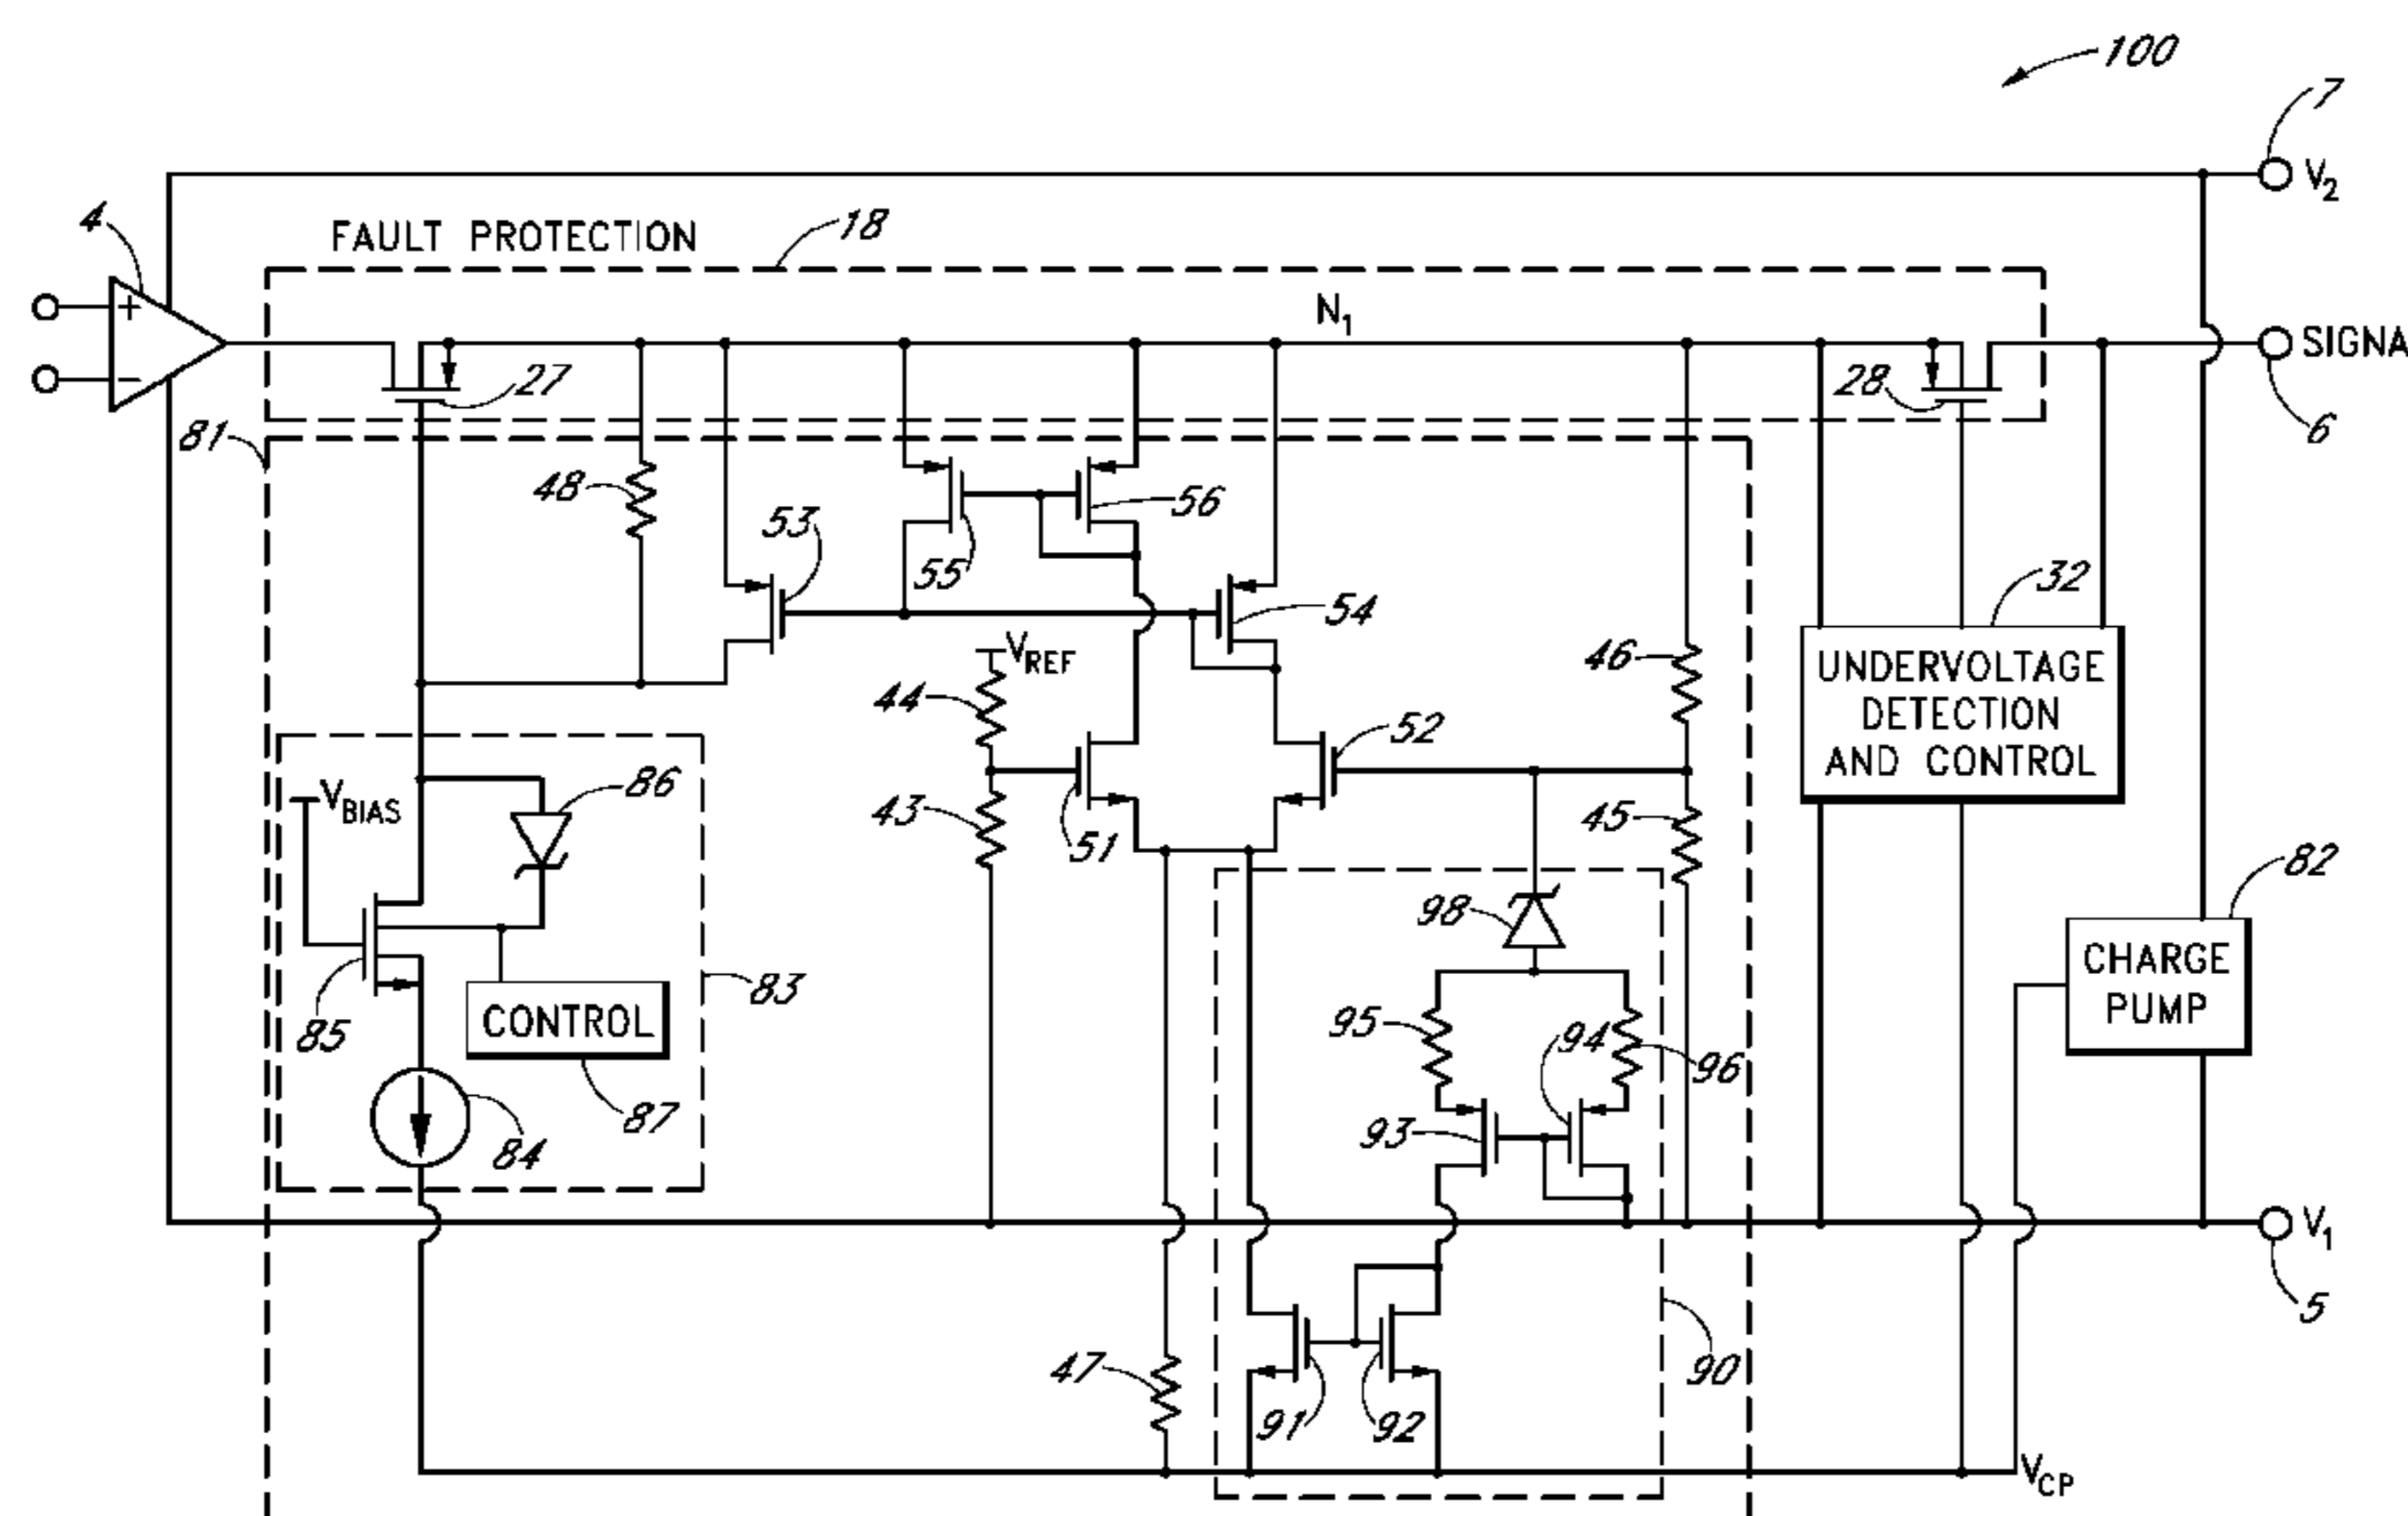 100
7
V2
4
FAULT PROTECTION
18
+
N1
SIGNA
−
27
28
6
81
48
56
53
55
32
54
VREF
46
UNDERVOLTAGE
DETECTION
AND CONTROL
44
52
86
VBIAS
43
51
45
82
98
CHARGE
PUMP
83
95
94
85
CONTROL
96
93
84
87
V1
5
47
90
91
92
VCP